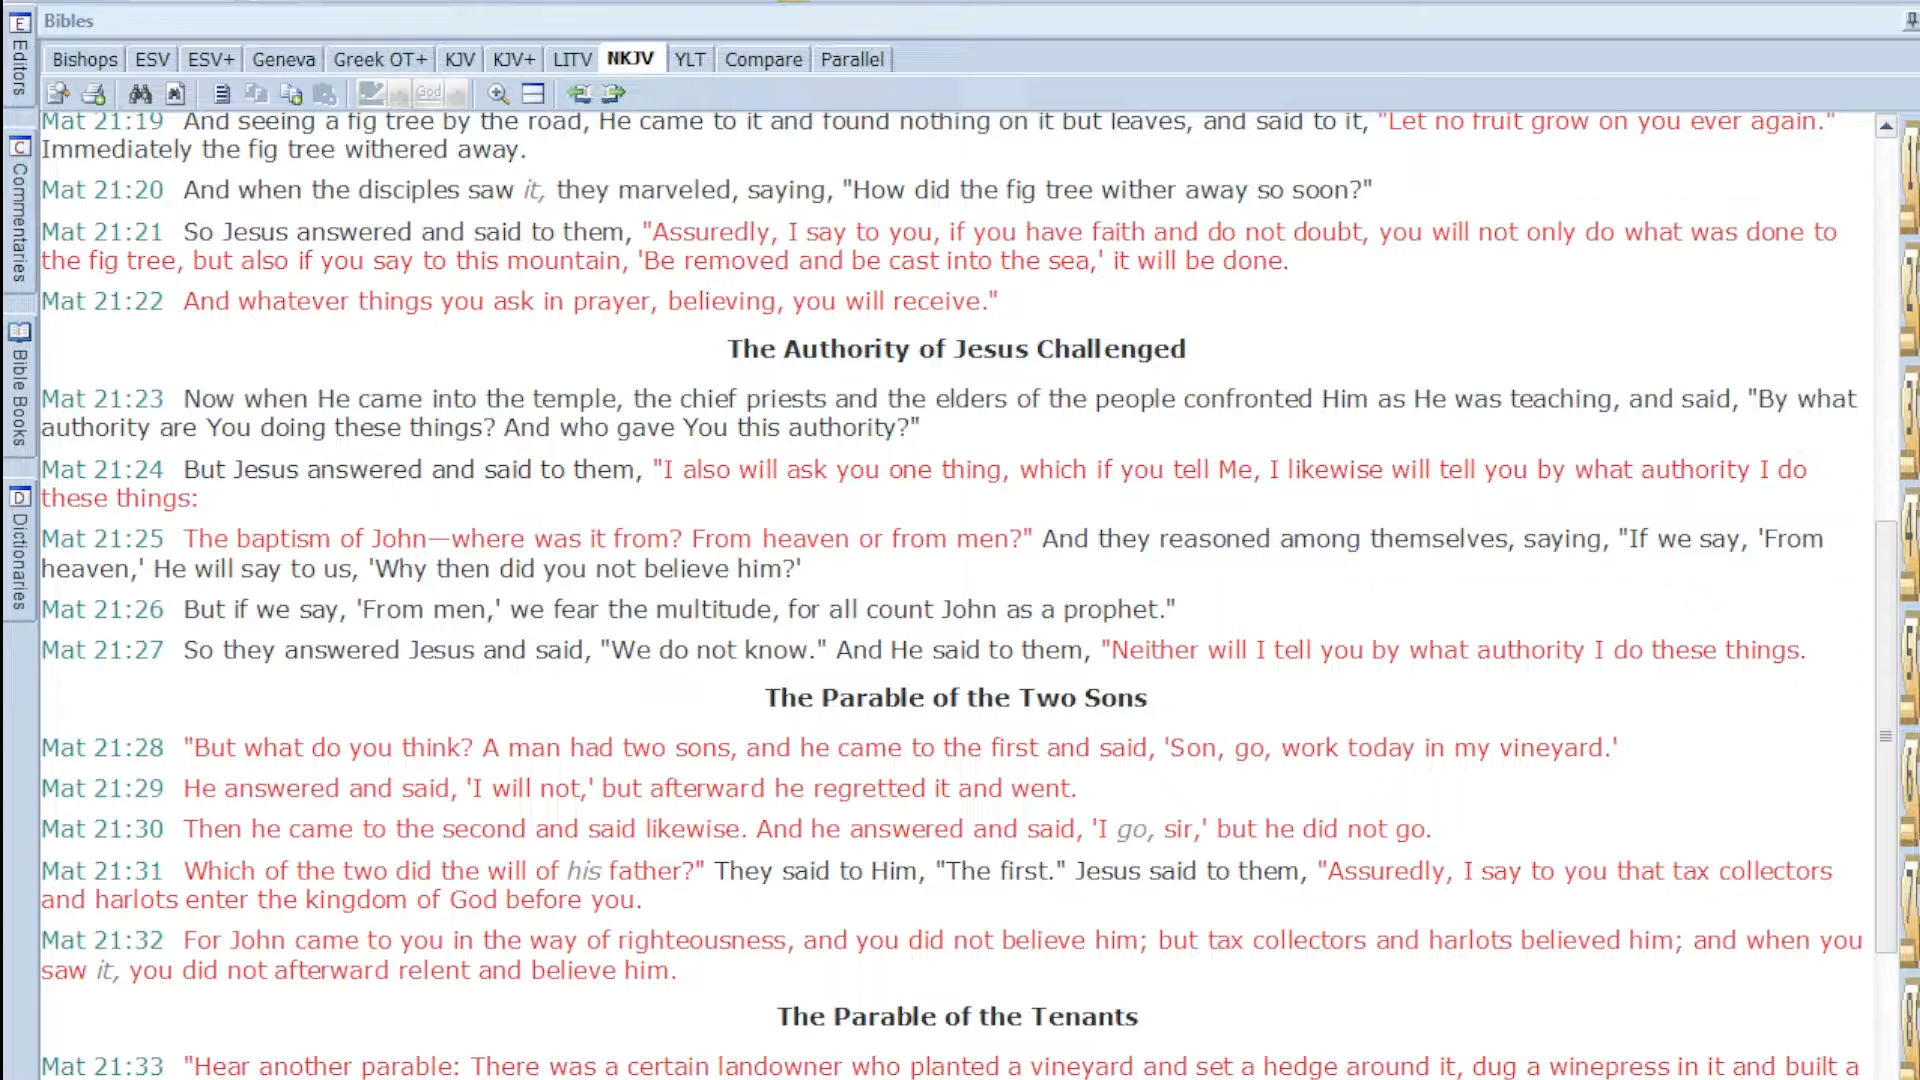 Bibles
Bishops ESV ESV+ Geneva Greek OT+ KJV KJV+ LITV NKJV YLT Compare Parallel
God
E Editors
C Commentaries
Bible Books
D Dictionaries
Mat 21:19 And seeing a fig tree by the road, He came to it and found nothing on it but leaves, and said to it, "Let no fruit grow on you ever again."
Immediately the fig tree withered away.
Mat 21:20 And when the disciples saw it, they marveled, saying, "How did the fig tree wither away so soon?"
Mat 21:21 So Jesus answered and said to them, "Assuredly, I say to you, if you have faith and do not doubt, you will not only do what was done to
the fig tree, but also if you say to this mountain, 'Be removed and be cast into the sea,' it will be done.
Mat 21:22 And whatever things you ask in prayer, believing, you will receive."
The Authority of Jesus Challenged
Mat 21:23 Now when He came into the temple, the chief priests and the elders of the people confronted Him as He was teaching, and said, "By what
authority are You doing these things? And who gave You this authority?"
Mat 21:24 But Jesus answered and said to them, "I also will ask you one thing, which if you tell Me, I likewise will tell you by what authority I do
these things:
Mat 21:25 The baptism of John—where was it from? From heaven or from men?" And they reasoned among themselves, saying, "If we say, 'From
heaven,' He will say to us, 'Why then did you not believe him?'
Mat 21:26 But if we say, 'From men,' we fear the multitude, for all count John as a prophet."
Mat 21:27 So they answered Jesus and said, "We do not know." And He said to them, "Neither will I tell you by what authority I do these things.
The Parable of the Two Sons
Mat 21:28 "But what do you think? A man had two sons, and he came to the first and said, 'Son, go, work today in my vineyard.'
Mat 21:29 He answered and said, 'I will not,' but afterward he regretted it and went.
Mat 21:30 Then he came to the second and said likewise. And he answered and said, 'I go, sir,' but he did not go.
Mat 21:31 Which of the two did the will of his father?" They said to Him, "The first." Jesus said to them, "Assuredly, I say to you that tax collectors
and harlots enter the kingdom of God before you.
Mat 21:32 For John came to you in the way of righteousness, and you did not believe him; but tax collectors and harlots believed him; and when you
saw it, you did not afterward relent and believe him.
The Parable of the Tenants
Mat 21:33 "Hear another parable: There was a certain landowner who planted a vineyard and set a hedge around it, dug a winepress in it and built a